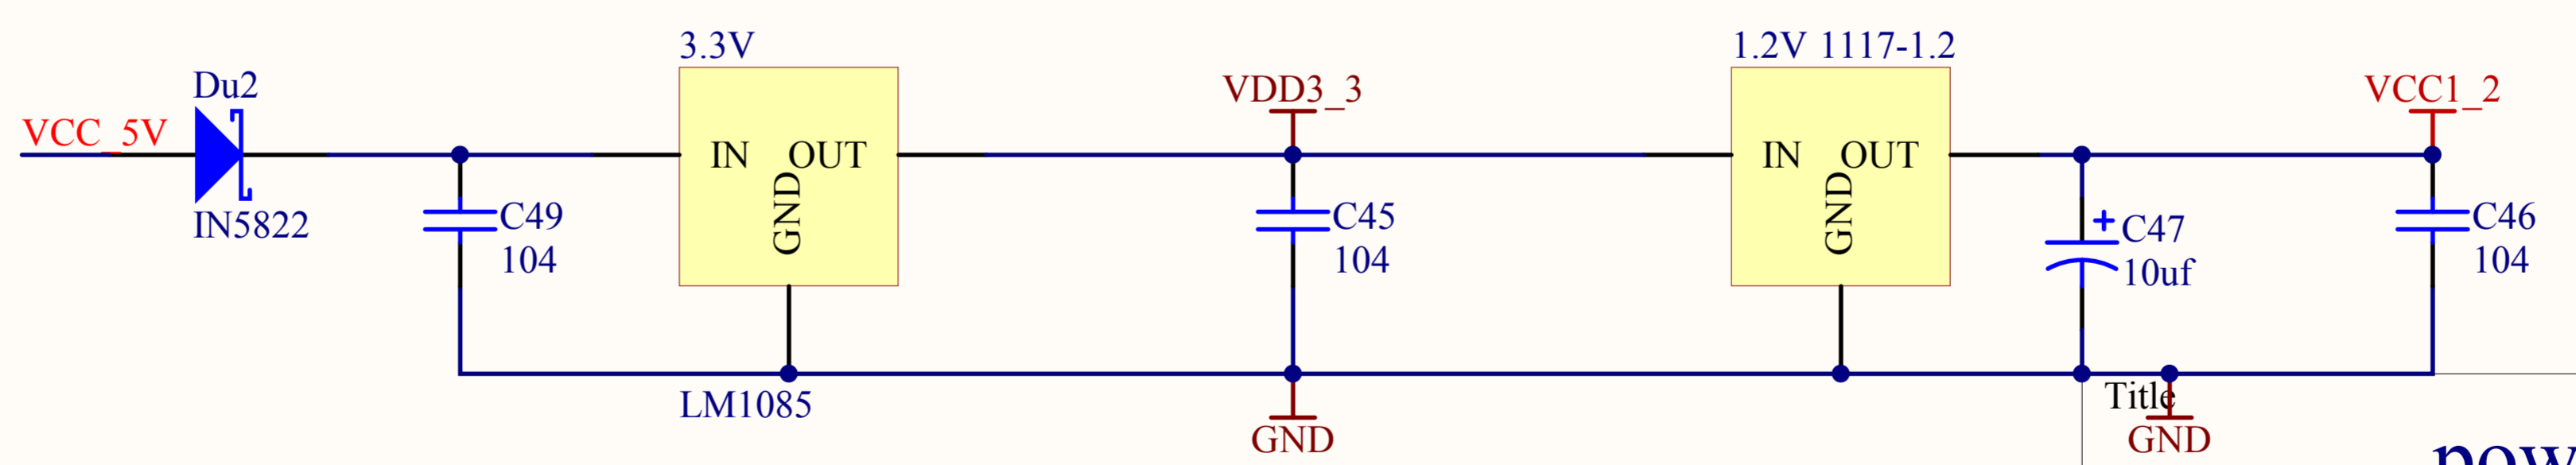 VCC_5V
Du2
IN5822
C49
104
3.3V
IN OUT
GND
LM1085
VDD3_3
C45
104
GND
1.2V 1117-1.2
IN OUT
GND
C47
10uf
VCC1_2
C46
104
Title
GND